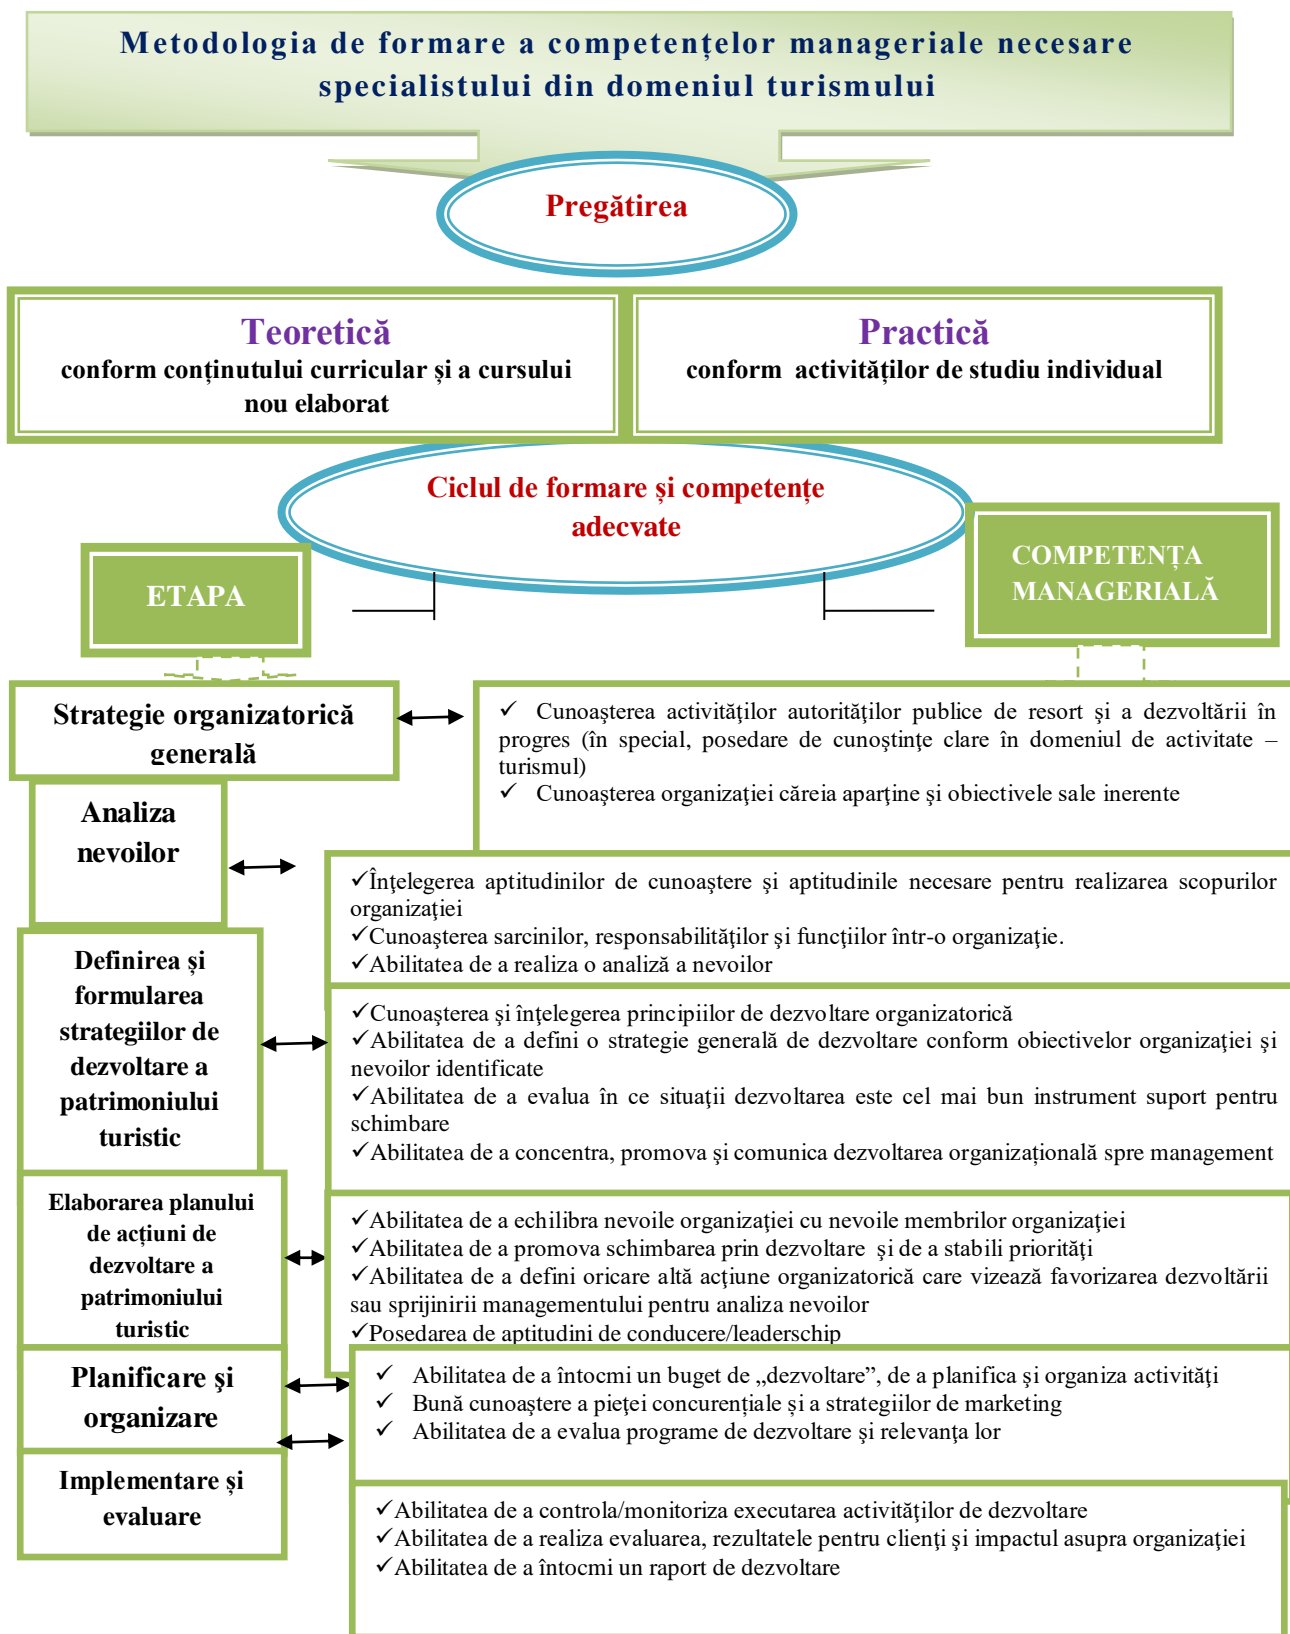 Metodologia de formare a competențelor manageriale necesare
specialistului din domeniul turismului
Pregătirea
Teoretică
conform conținutului curricular și a cursului
nou elaborat
Practică
conform activităților de studiu individual
Ciclul de formare și competențe
adecvate
ETAPA
COMPETENȚA
MANAGERIALĂ
Strategie organizatorică
generală
✓ Cunoaşterea activităţilor autorităţilor publice de resort şi a dezvoltării în
progres (în special, posedare de cunoştinţe clare în domeniul de activitate –
turismul)
✓ Cunoaşterea organizaţiei căreia aparţine şi obiectivele sale inerente
Analiza
nevoilor
✓Înţelegerea aptitudinilor de cunoaştere şi aptitudinile necesare pentru realizarea scopurilor
organizaţiei
✓Cunoaşterea sarcinilor, responsabilităţilor şi funcţiilor într-o organizaţie.
✓Abilitatea de a realiza o analiză a nevoilor
Definirea și
formularea
strategiilor de
dezvoltare a
patrimoniului
turistic
✓Cunoaşterea şi înţelegerea principiilor de dezvoltare organizatorică
✓Abilitatea de a defini o strategie generală de dezvoltare conform obiectivelor organizaţiei şi
nevoilor identificate
✓Abilitatea de a evalua în ce situaţii dezvoltarea este cel mai bun instrument suport pentru
schimbare
✓Abilitatea de a concentra, promova şi comunica dezvoltarea organizațională spre management
Elaborarea planului
de acțiuni de
dezvoltare a
patrimoniului
turistic
✓Abilitatea de a echilibra nevoile organizaţiei cu nevoile membrilor organizaţiei
✓Abilitatea de a promova schimbarea prin dezvoltare şi de a stabili priorităţi
✓Abilitatea de a defini oricare altă acţiune organizatorică care vizează favorizarea dezvoltării
sau sprijinirii managementului pentru analiza nevoilor
✓Posedarea de aptitudini de conducere/leaderschip
Planificare şi
organizare
✓ Abilitatea de a întocmi un buget de „dezvoltare”, de a planifica şi organiza activităţi
✓ Bună cunoaştere a pieţei concurențiale și a strategiilor de marketing
✓ Abilitatea de a evalua programe de dezvoltare şi relevanţa lor
Implementare și
evaluare
✓Abilitatea de a controla/monitoriza executarea activităţilor de dezvoltare
✓Abilitatea de a realiza evaluarea, rezultatele pentru clienţi şi impactul asupra organizaţiei
✓Abilitatea de a întocmi un raport de dezvoltare